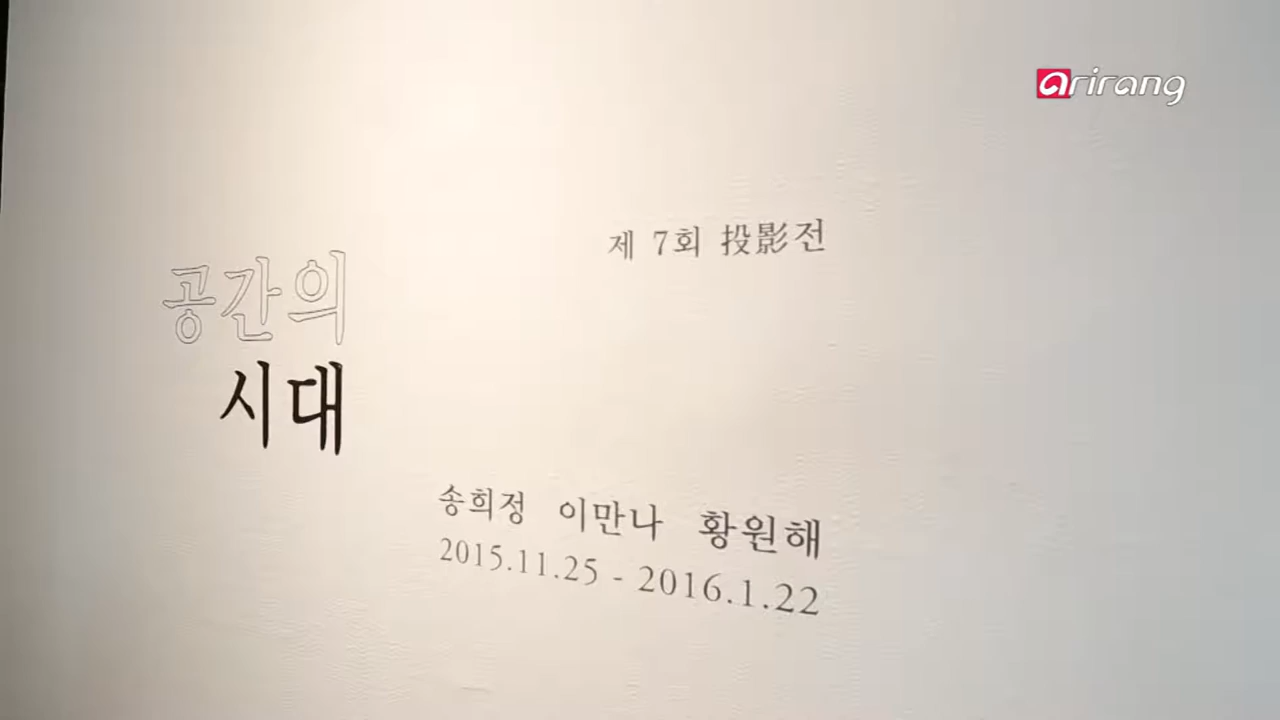 arirang
제 7회 投影전
공간의
시대
송희정 이만나 황원해
2015.11.25 - 2016.1.22